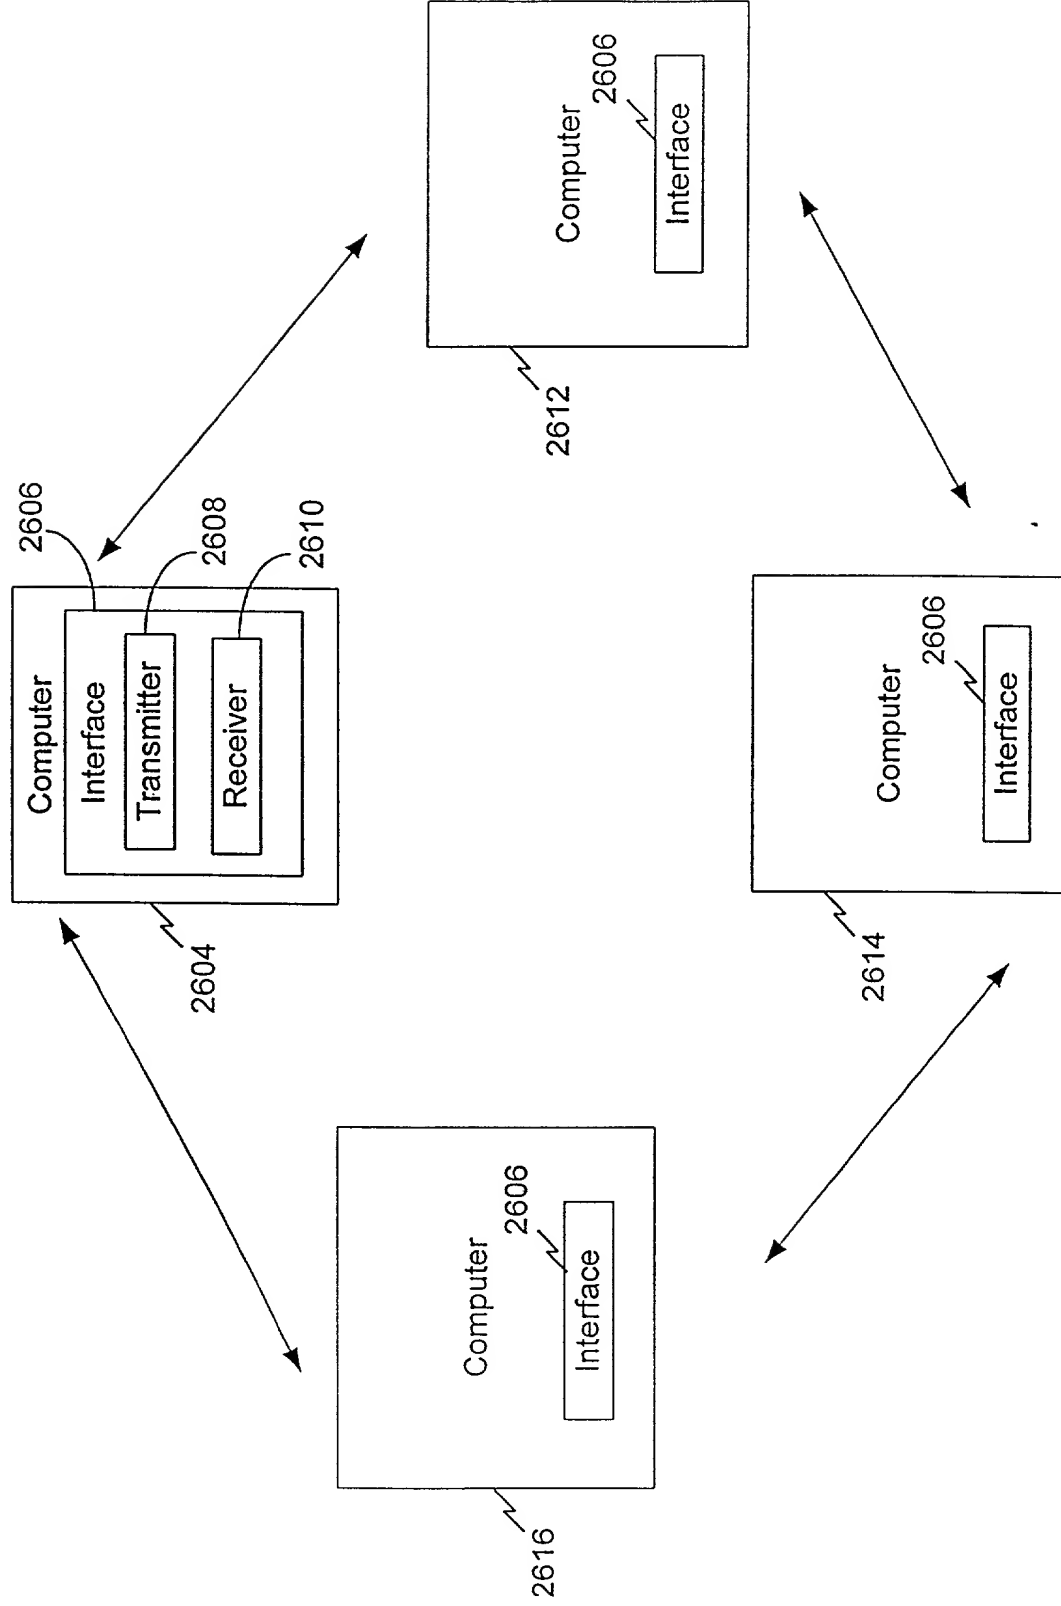 Computer
Interface
Transmitter
Receiver
2606
2608
2610
2604
Computer
2606
Interface
2612
Computer
2606
Interface
2616
Computer
2606
Interface
2614